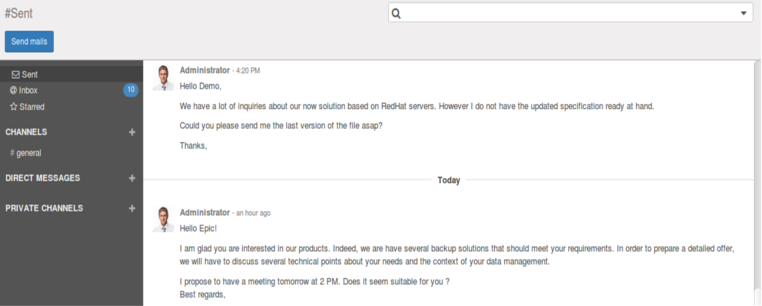 #Sent
Send mails
Sent
Inbox
10
Starred
CHANNELS +
# general
DIRECT MESSAGES +
PRIVATE CHANNELS +
Administrator - 4:20 PM
Hello Demo,
We have a lot of inquiries about our now solution based on RedHat servers. However I do not have the updated specification ready at hand.
Could you please send me the last version of the file asap?
Thanks,
Today
Administrator - an hour ago
Hello Epic!
I am glad you are interested in our products. Indeed, we are have several backup solutions that should meet your requirements. In order to prepare a detailed offer,
we will have to discuss several technical points about your needs and the context of your data management.
I propose to have a meeting tomorrow at 2 PM. Does it seem suitable for you ?
Best regards,